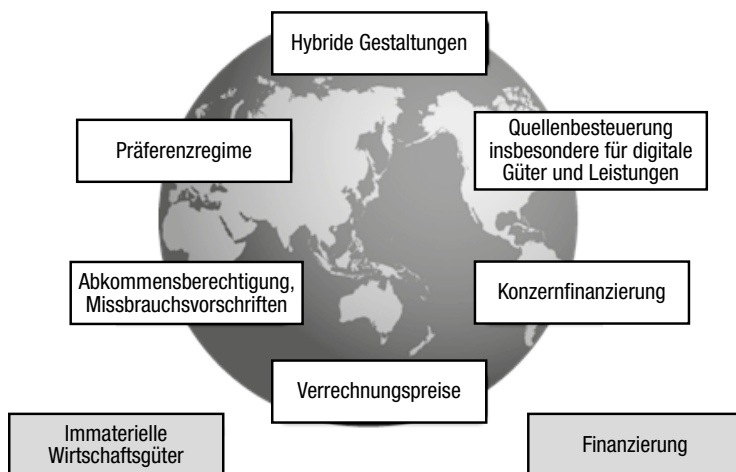 Hybride Gestaltungen
Präferenzregime
Quellenbesteuerung
insbesondere für digitale
Güter und Leistungen
Abkommensberechtigung,
Missbrauchsvorschriften
Konzernfinanzierung
Verrechnungspreise
Immaterielle
Wirtschaftsgüter
Finanzierung